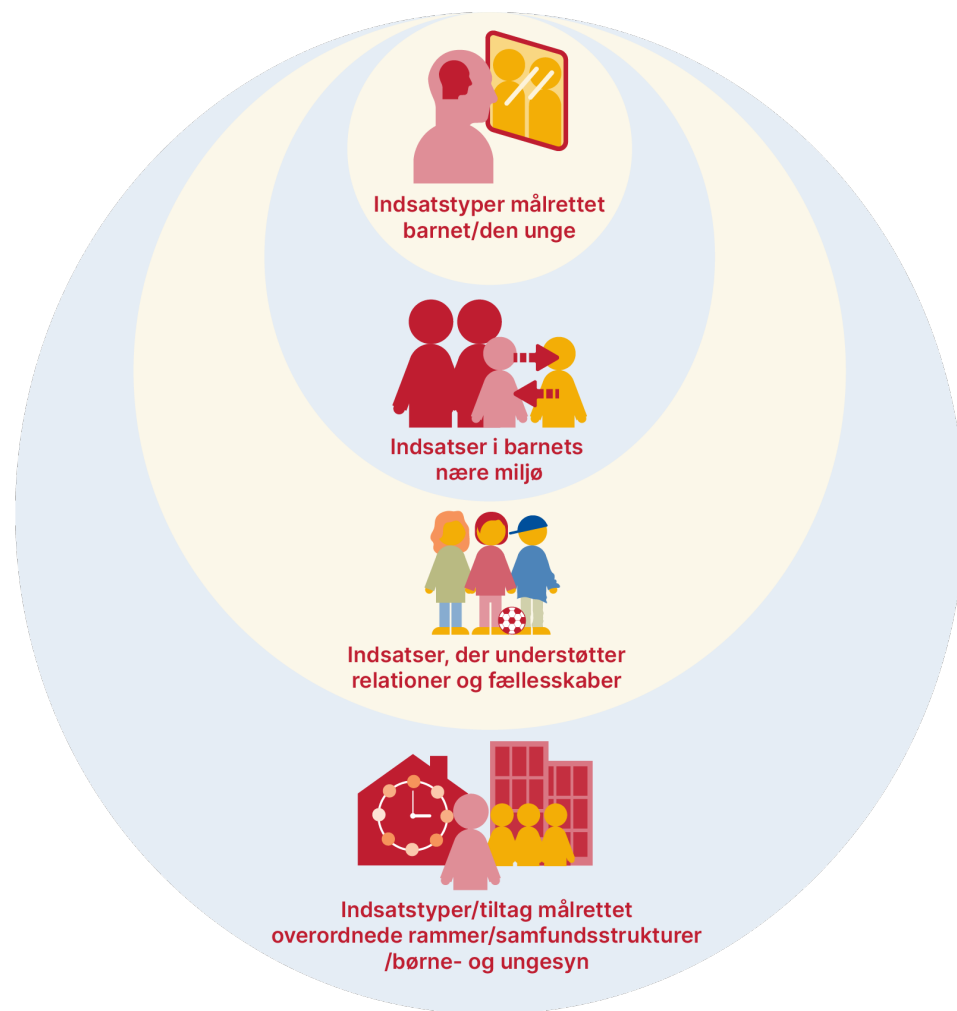 Indsatstyper målrettet
barnet/den unge
Indsatser i barnets
nære miljø
Indsatser, der understøtter
relationer og fællesskaber
Indsatstyper/tiltag målrettet
overordnede rammer/samfundsstrukturer
/børne- og ungesyn